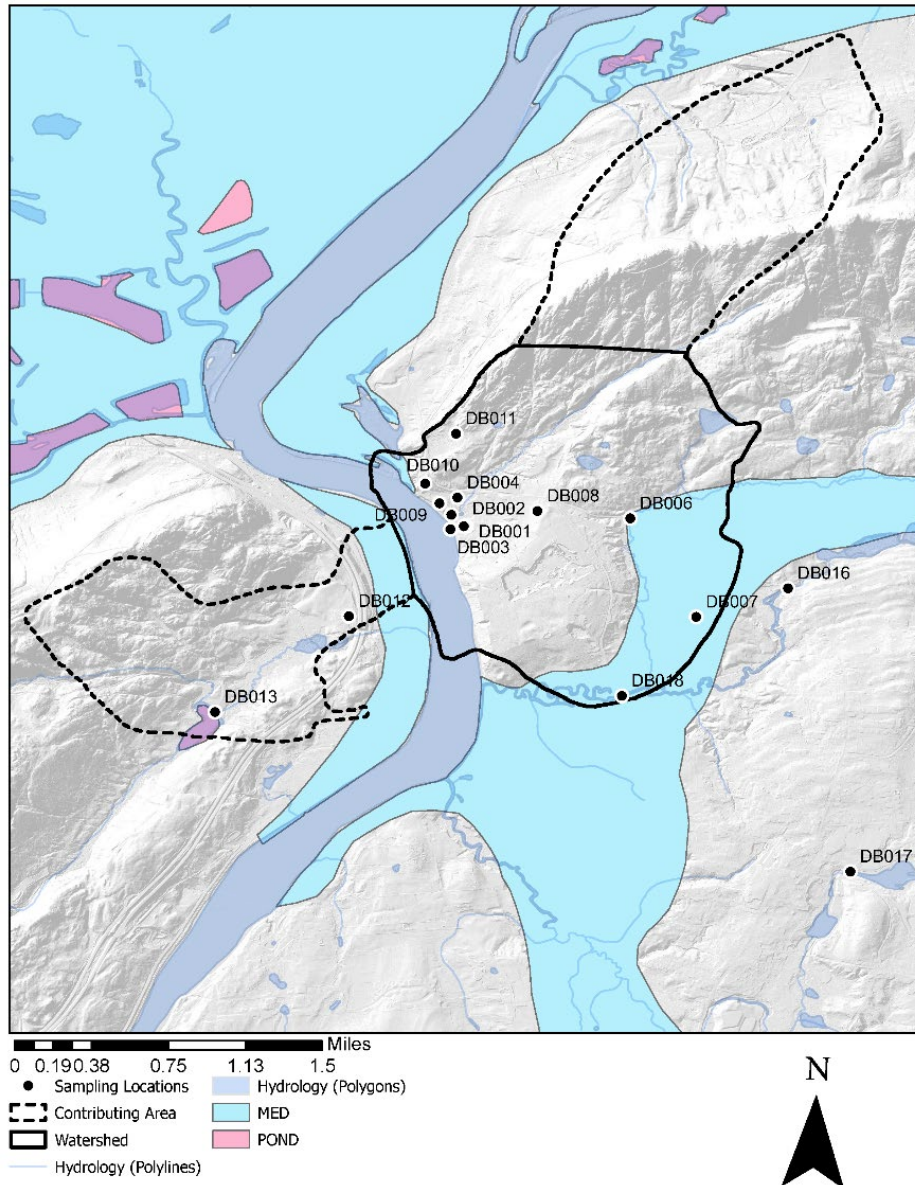 DB011
DB010
DB004
DB002
DB008
DB006
DB009
DB001
DB003
DB016
DB012
DB007
DB018
DB013
DB017
Miles
0 0.19 0.38 0.75 1.13 1.5
Sampling Locations
Contributing Area
Watershed
Hydrology (Polylines)
Hydrology (Polygons)
MED
POND
N